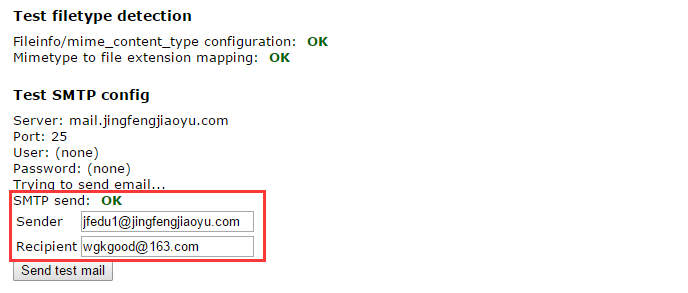 Test filetype detection
Fileinfo/mime_content_type configuration: OK
Mimetype to file extension mapping: OK
Test SMTP config
Server: mail.jingfengjiaoyu.com
Port: 25
User: (none)
Password: (none)
Trying to send email...
SMTP send: OK
Sender jfedu1@jingfengjiaoyu.com
Recipient wgkgood@163.com
Send test mail